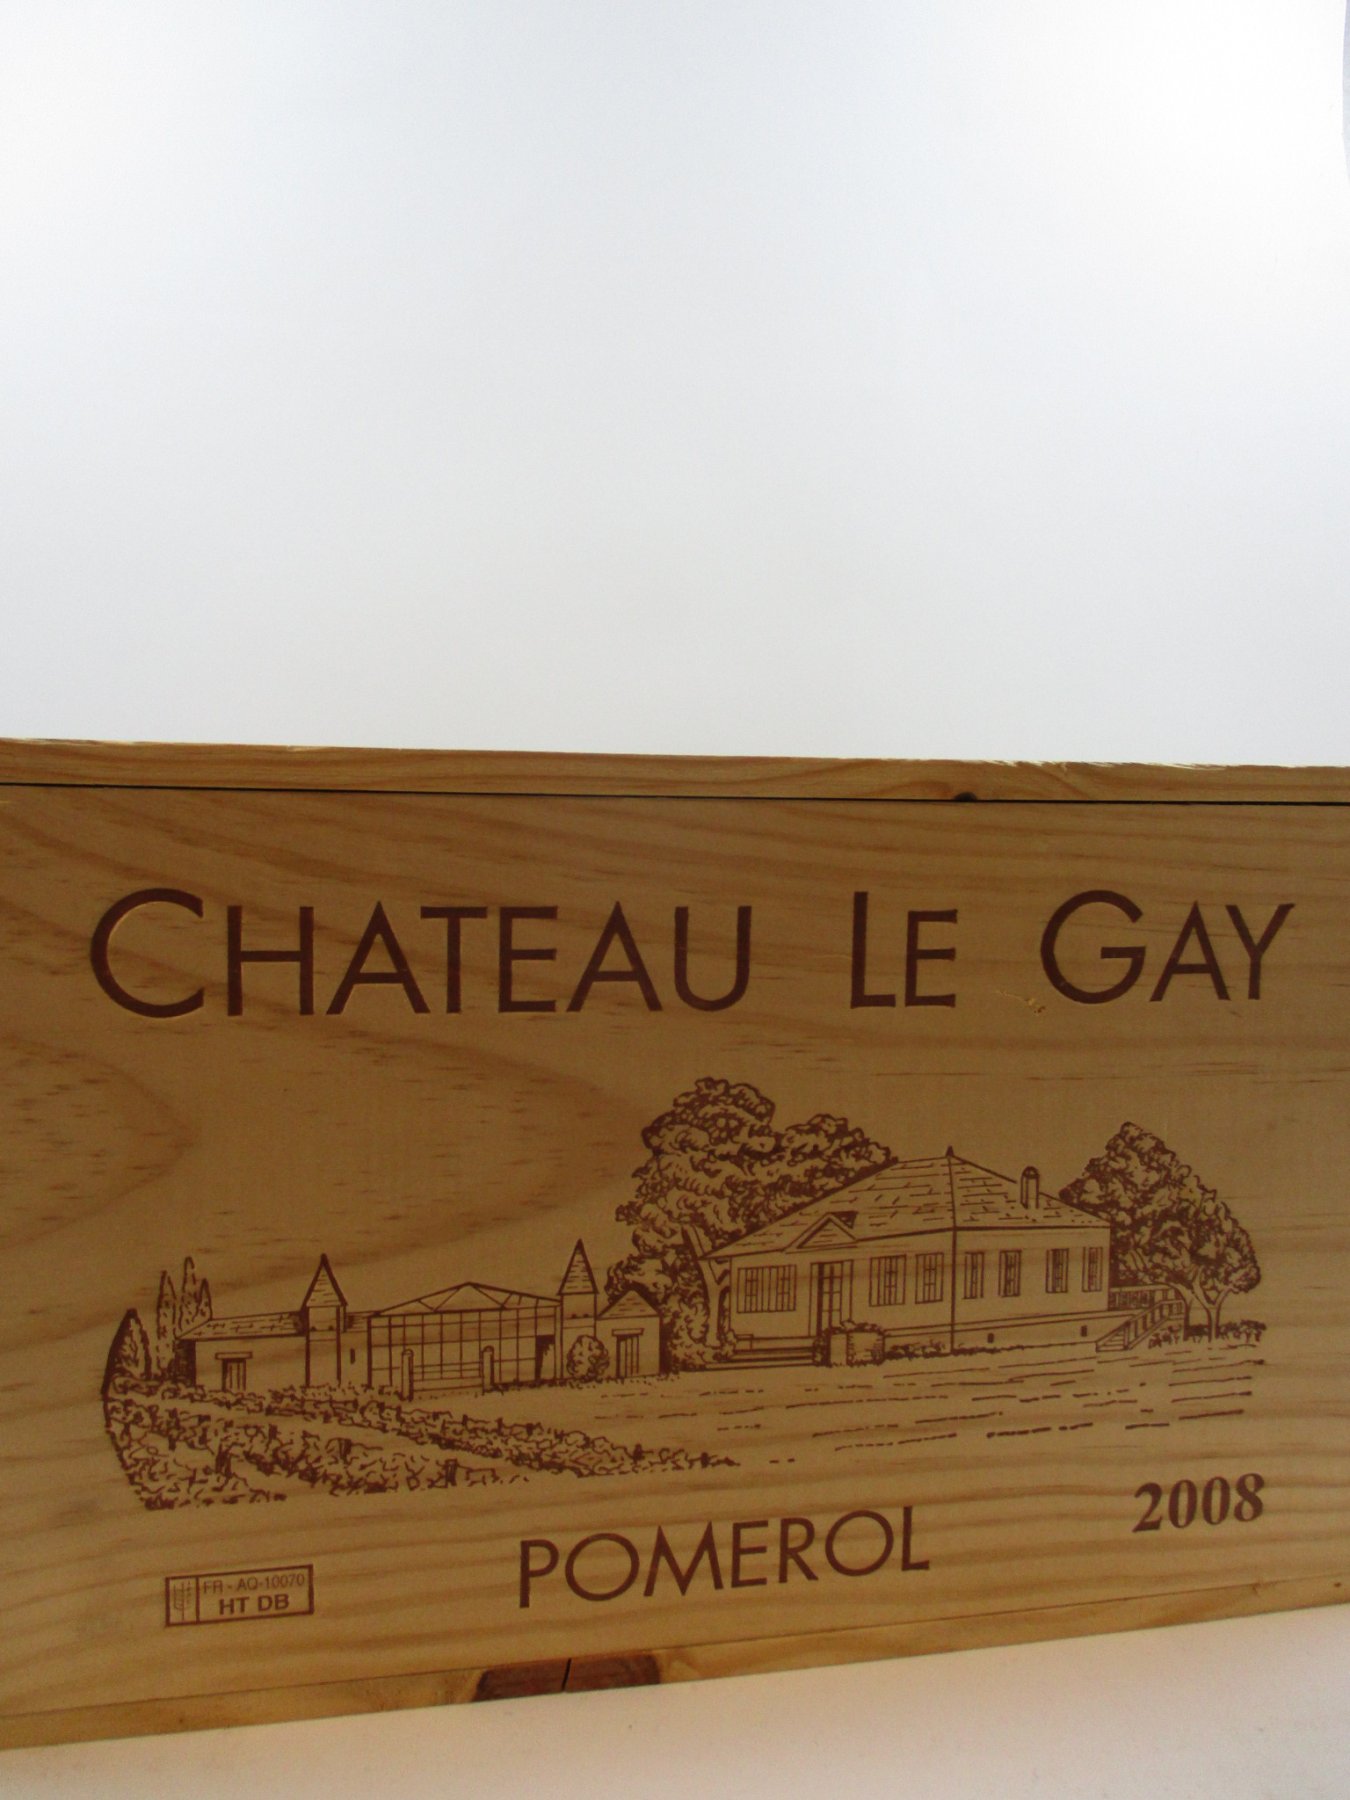 CHATEAU LE GAY
POMEROL
2008
FR - AQ-10070
HT DB